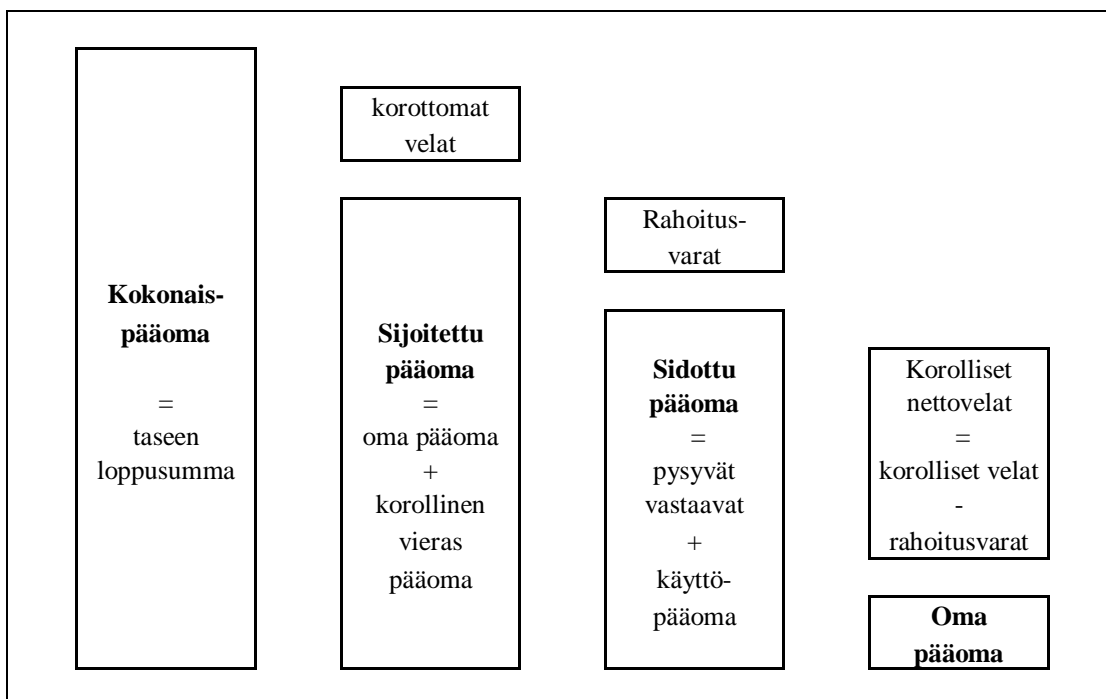 Kokonais-
pääoma
=
taseen
loppusumma
korottomat
velat
Sijoitettu
pääoma
=
oma pääoma
+
korollinen
vieras
pääoma
Rahoitus-
varat
Sidottu
pääoma
=
pysyvät
vastaavat
+
käyttö-
pääoma
Korolliset
nettovelat
=
korolliset velat
-
rahoitusvarat
Oma
pääoma